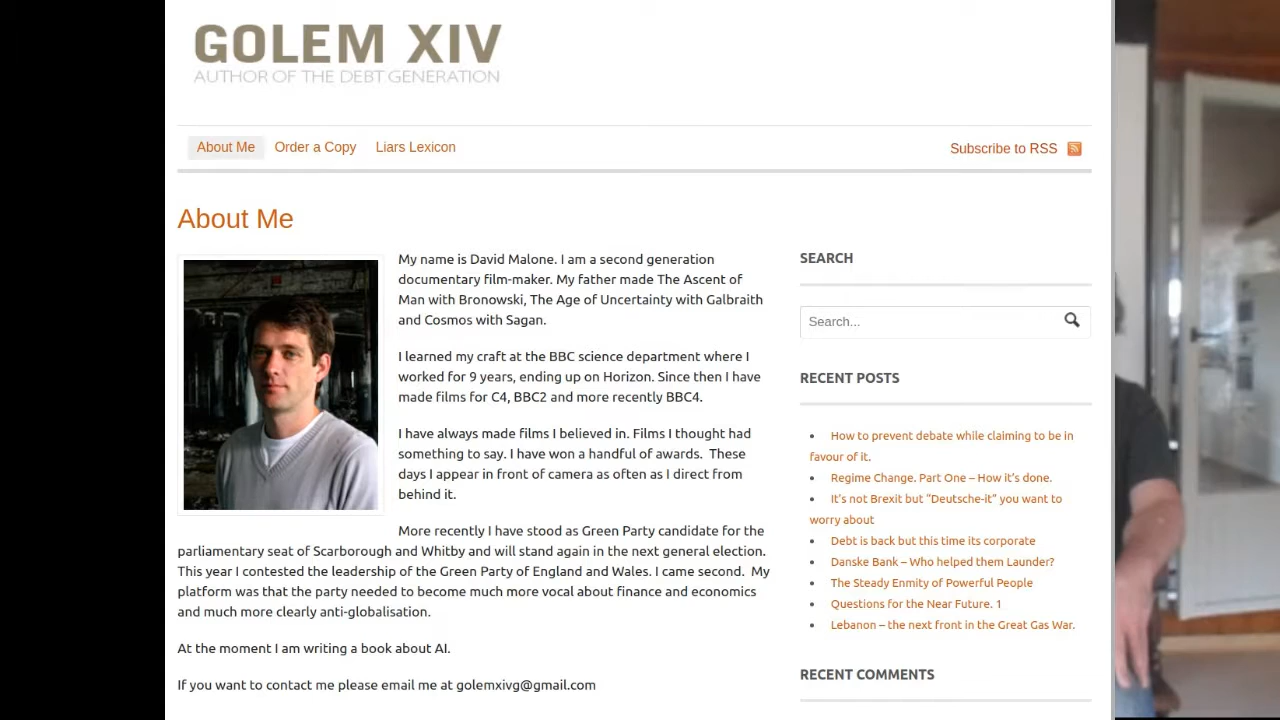 GOLEM XIV
AUTHOR OF THE DEBT GENERATION
About Me
Order a Copy
Liars Lexicon
Subscribe to RSS
About Me
My name is David Malone. I am a second generation
documentary film-maker. My father made The Ascent of
Man with Bronowski, The Age of Uncertainty with Galbraith
and Cosmos with Sagan.
I learned my craft at the BBC science department where I
worked for 9 years, ending up on Horizon. Since then I have
made films for C4, BBC2 and more recently BBC4.
I have always made films I believed in. Films I thought had
something to say. I have won a handful of awards. These
days I appear in front of camera as often as I direct from
behind it.
More recently I have stood as Green Party candidate for the
parliamentary seat of Scarborough and Whitby and will stand again in the next general election.
This year I contested the leadership of the Green Party of England and Wales. I came second. My
platform was that the party needed to become much more vocal about finance and economics
and much more clearly anti-globalisation.
At the moment I am writing a book about AI.
If you want to contact me please email me at golemxivg@gmail.com
SEARCH
Search...
RECENT POSTS
How to prevent debate while claiming to be in
favour of it.
Regime Change. Part One – How it's done.
It's not Brexit but “Deutsche-it” you want to
worry about
Debt is back but this time its corporate
Danske Bank – Who helped them Launder?
The Steady Enmity of Powerful People
Questions for the Near Future. 1
Lebanon – the next front in the Great Gas War.
RECENT COMMENTS